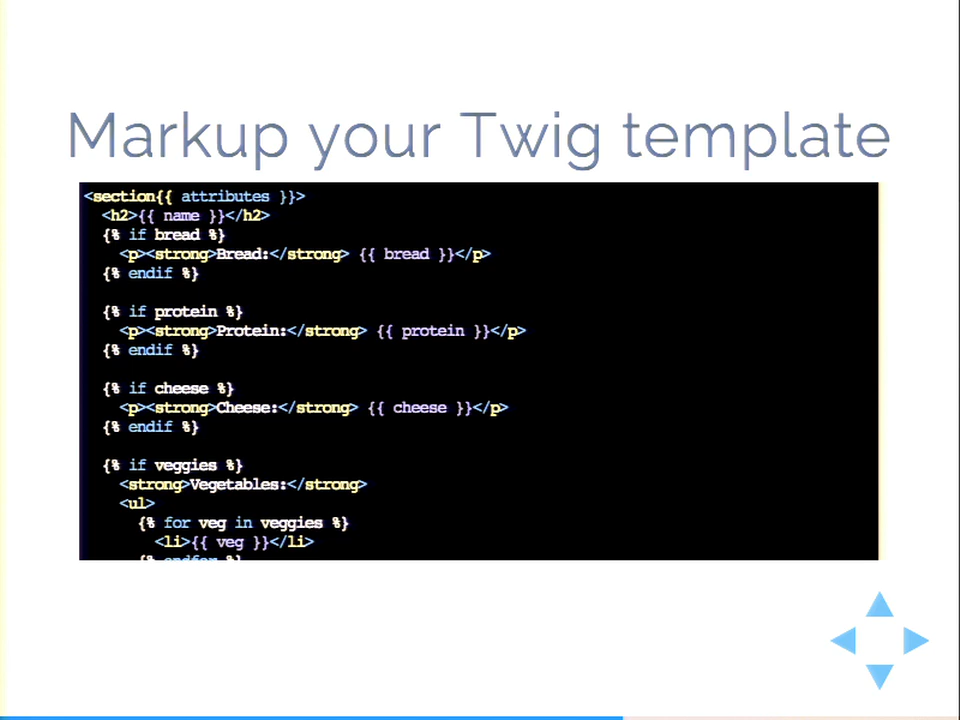 Markup your Twig template
<section{{ attributes }}>
<h2>{{ name }}</h2>
{% if bread %}
<p><strong>Bread:</strong> {{ bread }}</p>
{% endif %}
{% if protein %}
<p><strong>Protein:</strong> {{ protein }}</p>
{% endif %}
{% if cheese %}
<p><strong>Cheese:</strong> {{ cheese }}</p>
{% endif %}
{% if veggies %}
<strong>Vegetables:</strong>
<ul>
{% for veg in veggies %}
<li>{{ veg }}</li>
{% endfor %}